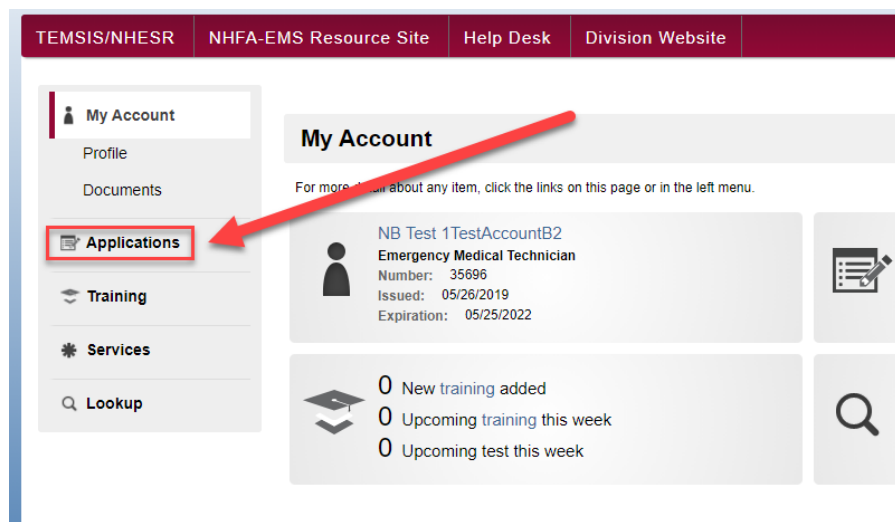 TEMSIS/NHESR NHFA-EMS Resource Site Help Desk Division Website
My Account
Profile
Documents
Applications
Training
Services
Lookup
My Account
For more detail about any item, click the links on this page or in the left menu.
NB Test 1TestAccountB2
Emergency Medical Technician
Number: 35696
Issued: 05/26/2019
Expiration: 05/25/2022
0 New training added
0 Upcoming training this week
0 Upcoming test this week